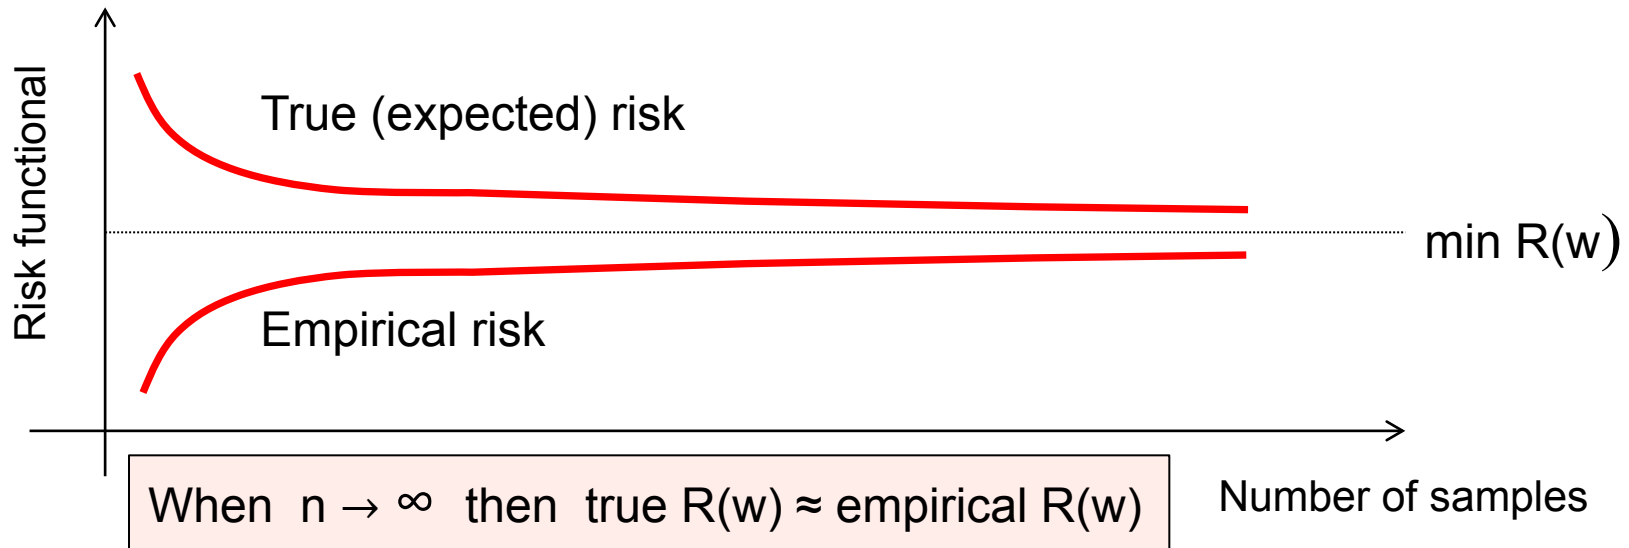 Risk functional
True (expected) risk
min R(w)
Empirical risk
When n → ∞ then true R(w) ≈ empirical R(w)
Number of samples